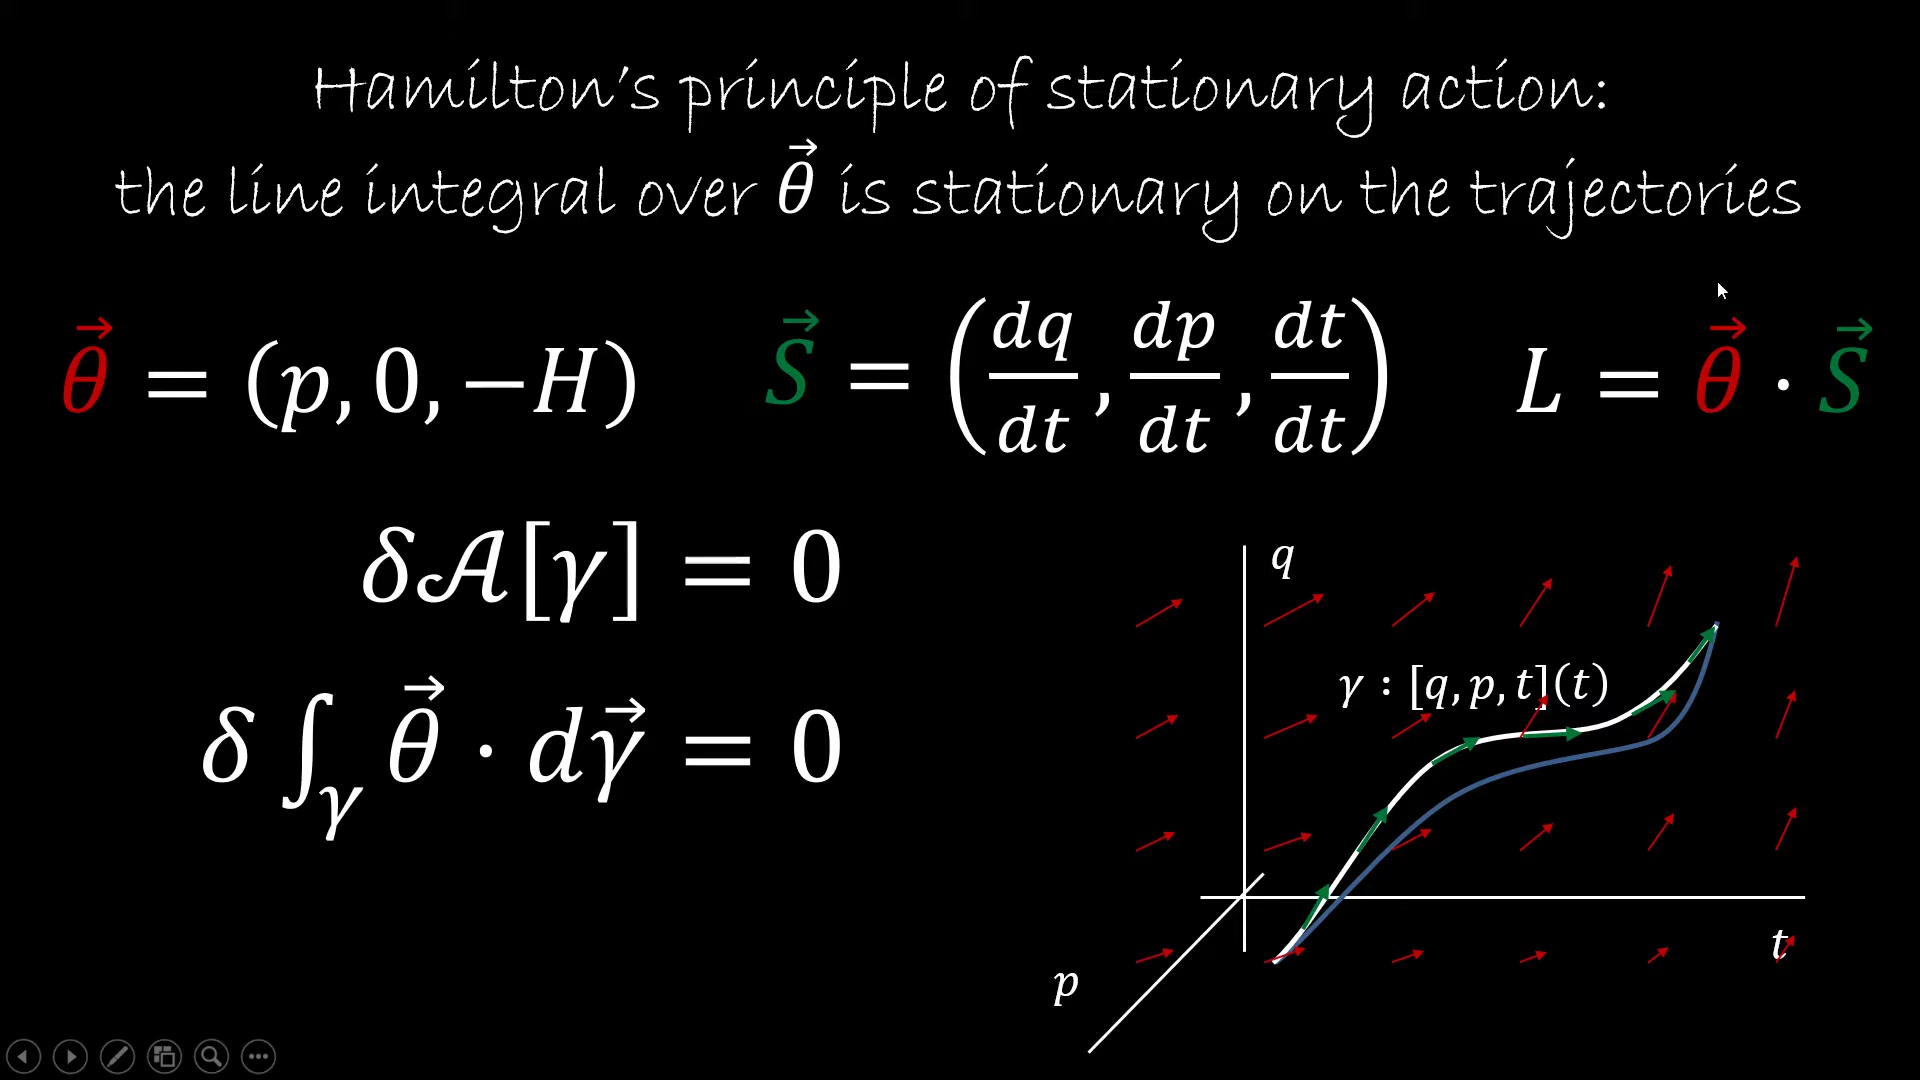 Hamilton's principle of stationary action:
the line integral over θ⃗ is stationary on the trajectories
θ⃗ = (p, 0, −H)
S⃗ = (dq/dt, dp/dt, dt/dt)
L = θ⃗ · S⃗
δ𝒜[γ] = 0
δ ∫_γ θ⃗ · dγ⃗ = 0
q
γ : [q, p, t](t)
t
p